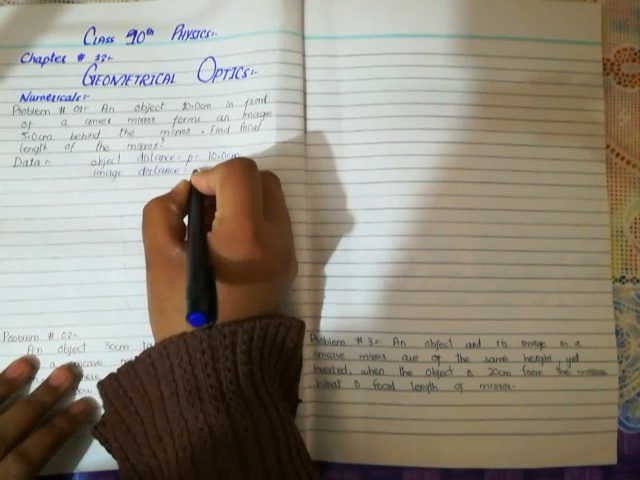 CLASS 10th PHYSICS:-
Chapter # 12:-
GEOMETRICAL OPTICS:-
Numericals:-
Problem # 01:- An object 10.0cm in front
of a convex mirror forms an image
5.0cm behind the mirror. Find focal
length of the mirror?
Data:- object distance = p = 10.0cm
image distance =
Problem # 02:-
An object 30cm ta
a concave
Problem # 3:- An object and its image in a
concave mirror are of the same height, yet
inverted, when the object is 20cm form the mirror
What is focal length of mirror.